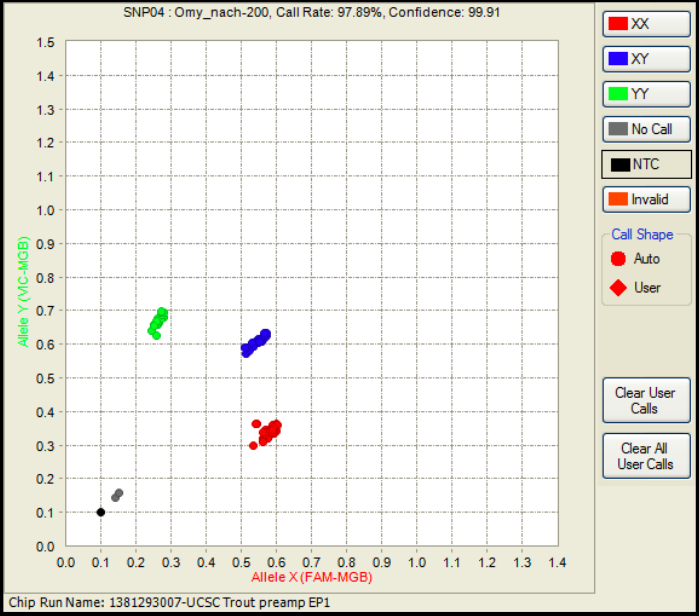 SNP04 : Omy_nach-200, Call Rate: 97.89%, Confidence: 99.91
1.5
1.4
1.3
1.2
1.1
1.0
0.9
0.8
0.7
0.6
0.5
0.4
0.3
0.2
0.1
0.0
Allele Y (VIC-MGB)
0.0 0.1 0.2 0.3 0.4 0.5 0.6 0.7 0.8 0.9 1.0 1.1 1.2 1.3 1.4
Allele X (FAM-MGB)
XX
XY
YY
No Call
NTC
Invalid
Call Shape
Auto
User
Clear User
Calls
Clear All
User Calls
Chip Run Name: 1381293007-UCSC Trout preamp EP1